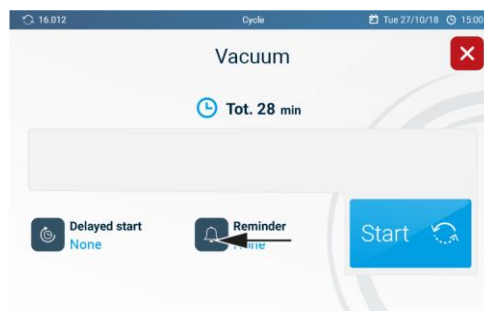 16.012 Cycle Tue 27/10/18 15:00
Vacuum
Tot. 28 min
Delayed start
None
Reminder
Start